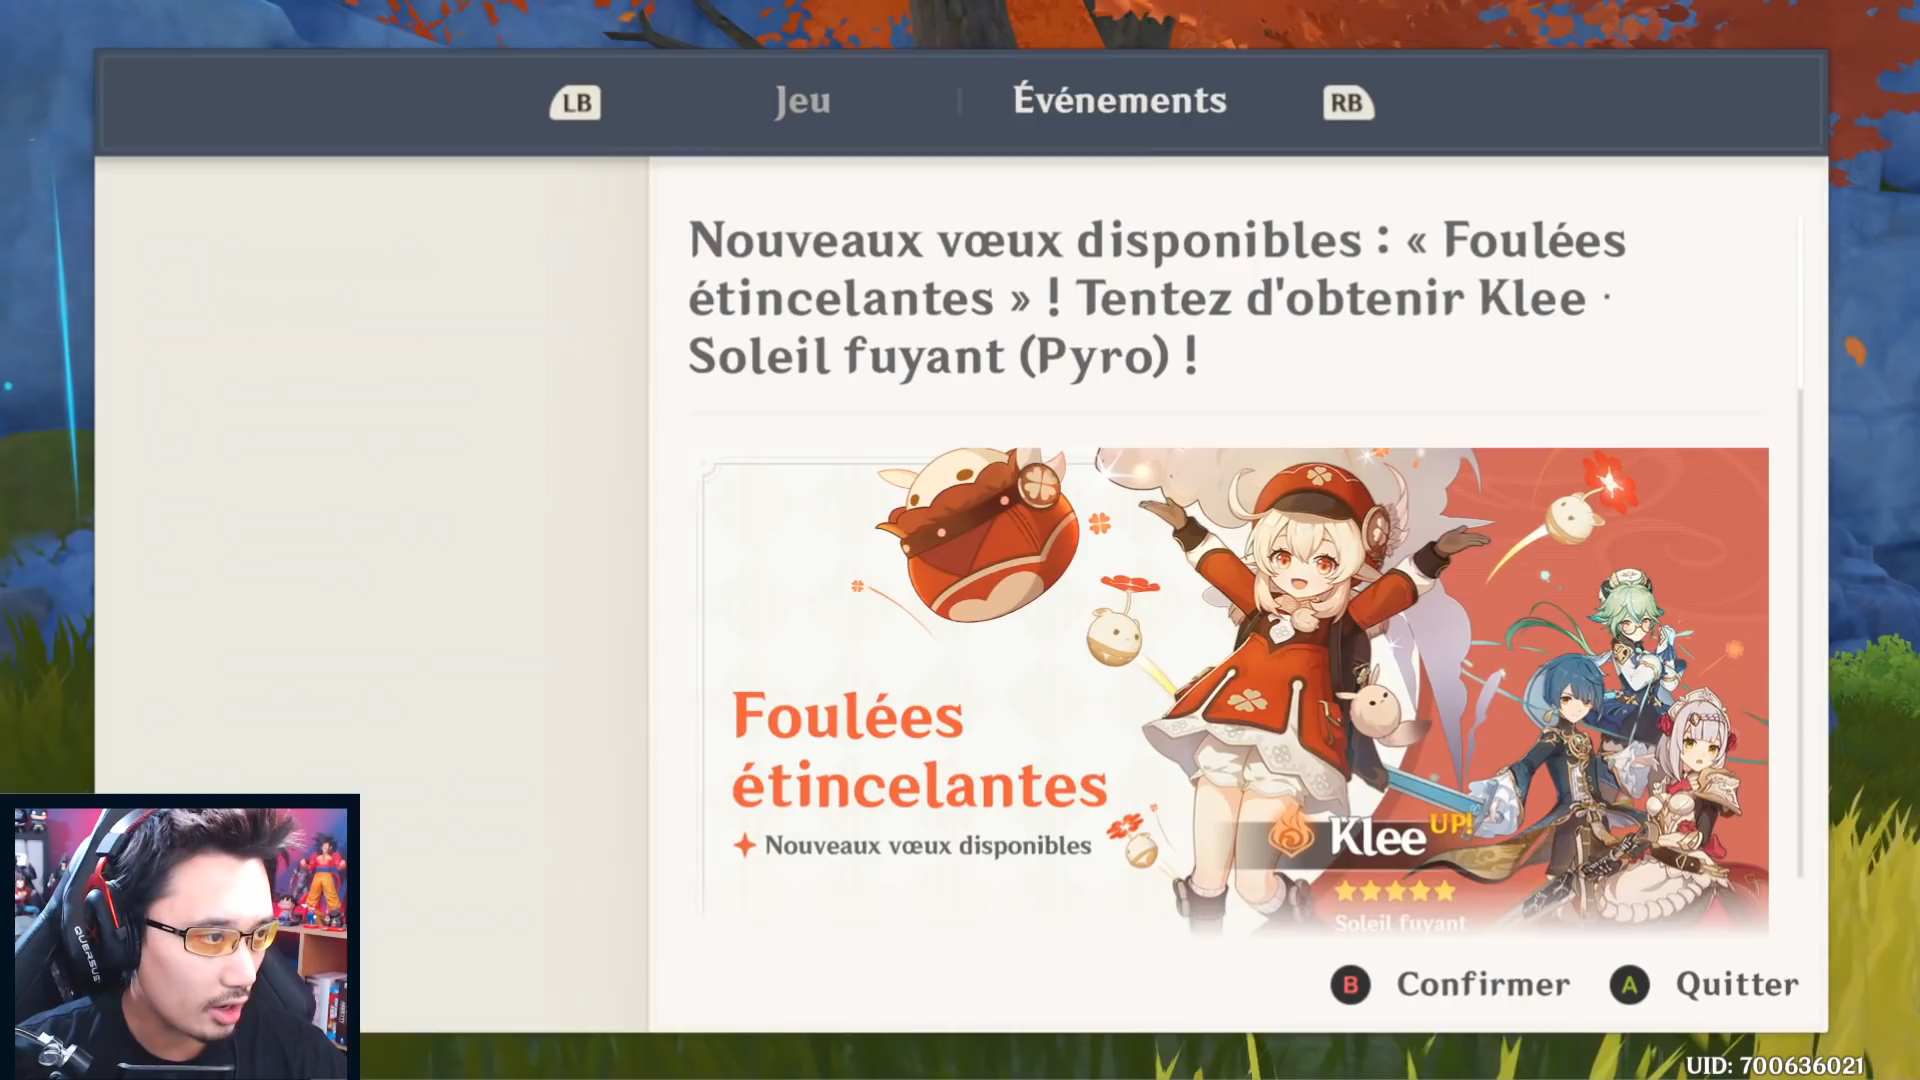 LB
Jeu
Événements
RB
Nouveaux vœux disponibles : « Foulées
étincelantes » ! Tentez d'obtenir Klee ·
Soleil fuyant (Pyro) !
Foulées
étincelantes
Nouveaux vœux disponibles
Klee UP!
Soleil fuyant
B Confirmer
A Quitter
QUERSUS
UID: 700636021